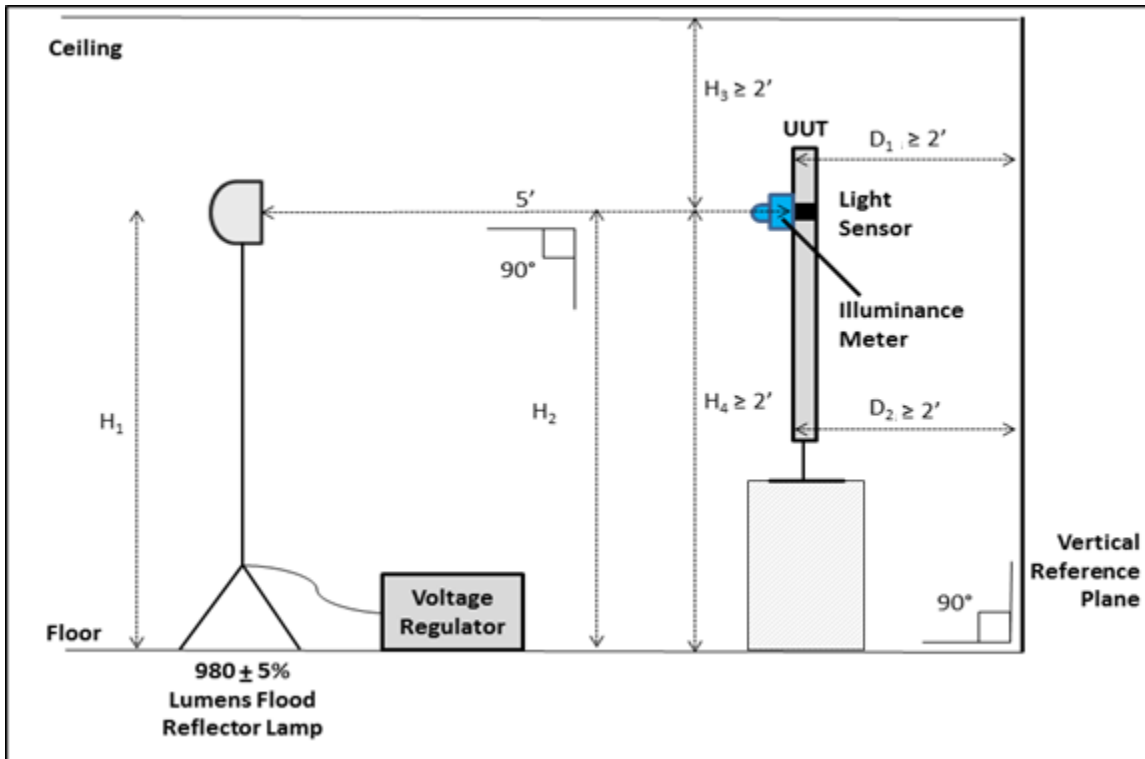 Ceiling
H₃ ≥ 2’
UUT
D₁ ≥ 2’
5’
Light
Sensor
90°
Illuminance
Meter
H₁
H₂
H₄ ≥ 2’
D₂ ≥ 2’
Voltage
Regulator
Vertical
Reference
Plane
90°
Floor
980 ± 5%
Lumens Flood
Reflector Lamp